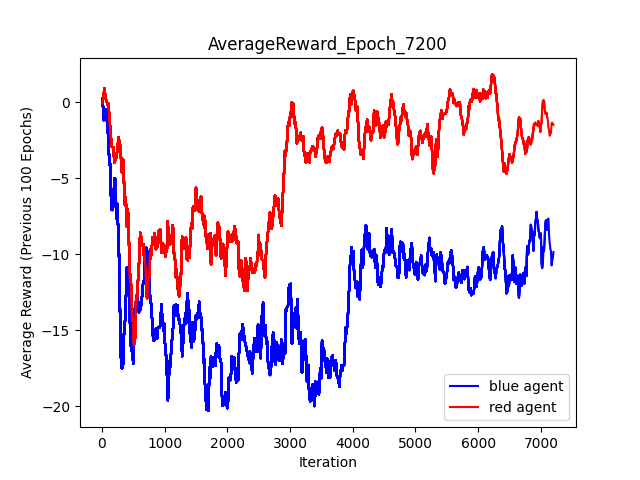 AverageReward_Epoch_7200
Average Reward (Previous 100 Epochs)
0
−5
−10
−15
−20
0 1000 2000 3000 4000 5000 6000 7000
Iteration
blue agent
red agent